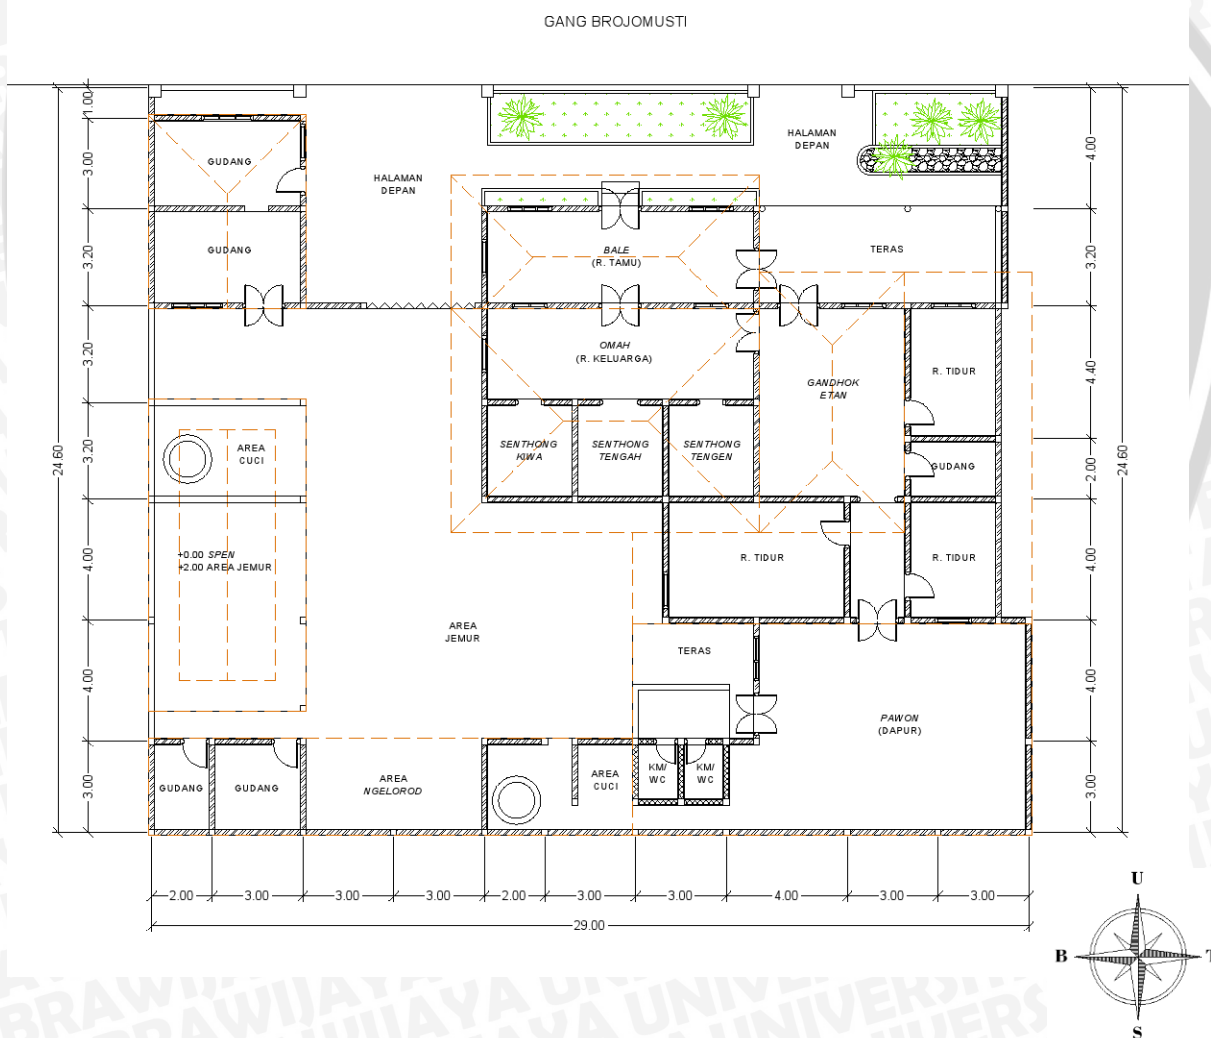 GANG BROJOMUSTI
1.00
3.00
3.20
3.20
3.20
4.00
4.00
3.00
24.60
GUDANG
GUDANG
HALAMAN
DEPAN
HALAMAN
DEPAN
BALE
(R. TAMU)
TERAS
OMAH
(R. KELUARGA)
GANDHOK
ETAN
R. TIDUR
SENTHONG
KIWA
SENTHONG
TENGAH
SENTHONG
TENGEN
GUDANG
AREA
CUCI
+0.00 SPEN
+2.00 AREA JEMUR
R. TIDUR
R. TIDUR
AREA
JEMUR
TERAS
PAWON
(DAPUR)
GUDANG
GUDANG
AREA
NGELOROD
AREA
CUCI
KM/
WC
KM/
WC
4.00
3.20
4.40
2.00
4.00
4.00
3.00
24.60
2.00
3.00
3.00
3.00
2.00
3.00
3.00
4.00
3.00
3.00
29.00
U
B
T
S
BRAWIJAYA
UNIVERS